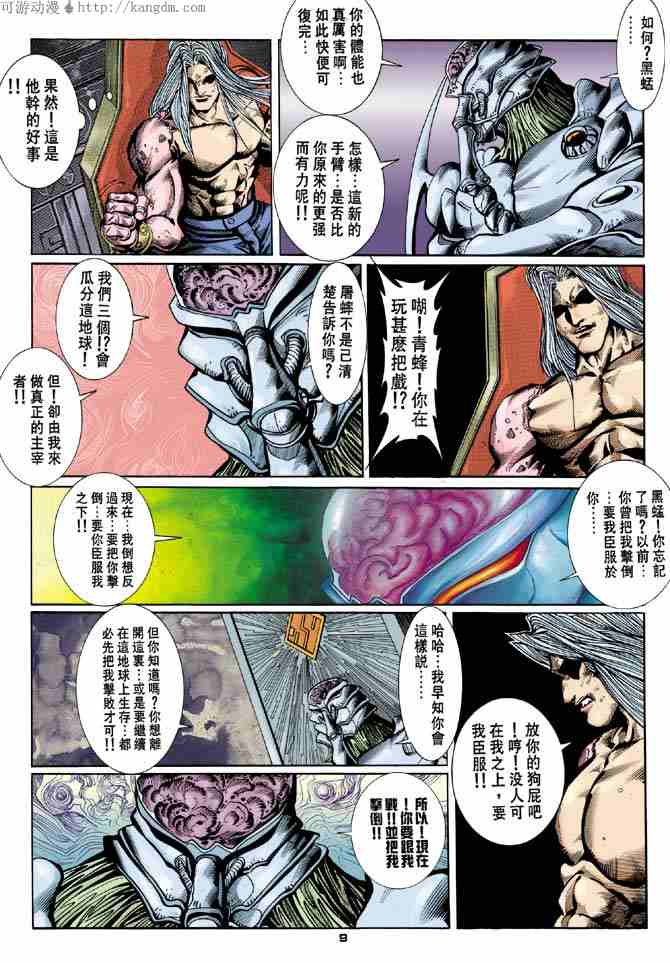 可游动漫 http://kangdm.com
如何？黑蜢
……？
你的體能也
真厲害啊…
如此快便可
復完…
怎樣…這新的
手臂…是否比
你原來的更强
而有力呢!!
果然！這是
他幹的好事
!!
唓！青蜂！你在
玩甚麽把戲!?
屠蟀不是已清
楚告訴你嗎？
我們三個!?會
瓜分這地球！
但！卻由我來
做真正的主宰
者!!
黑蜢！你忘記
了嗎？以前…
你曾把我擊倒
…要我臣服於
你……
現在…我倒想反
過來…要把你擊
倒…要你臣服我
之下!!
放你的狗屁吧
！哼！没人可
在我之上，要
我臣服!!
哈哈…我早知你會
這樣說……
但你知道嗎？你想離
開這裏…或是要繼續
在這地球上生存…都
必先把我擊敗才可!!
所以！現在
！你要跟我
戰!!並把我
擊倒!!
9